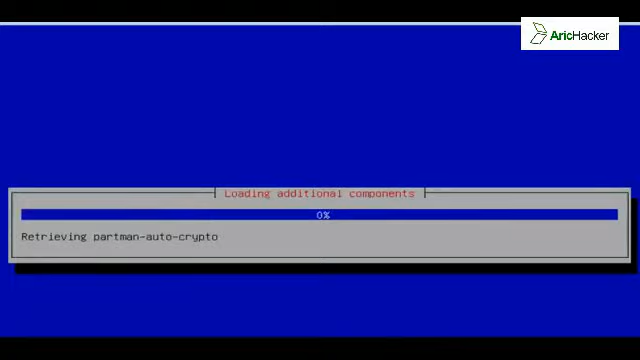 AricHacker
Loading additional components
0%
Retrieving partman-auto-crypto